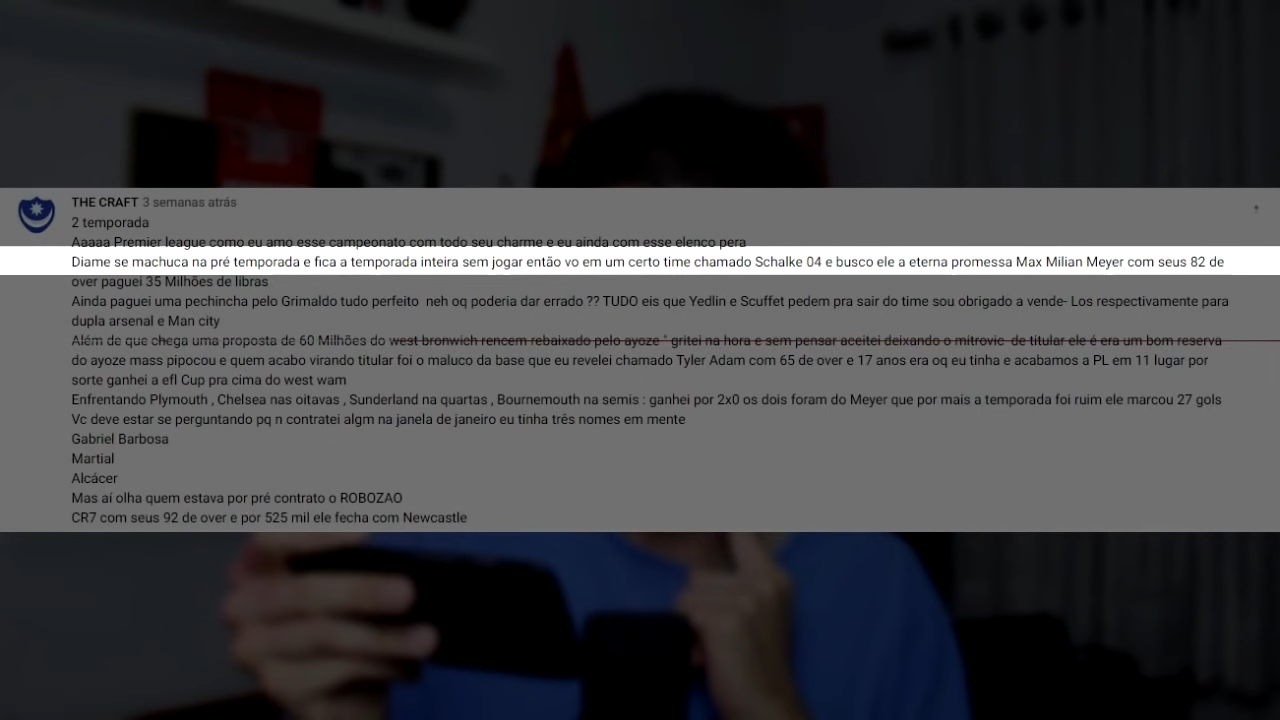 THE CRAFT 3 semanas atrás
2 temporada
Aaaaa Premier league como eu amo esse campeonato com todo seu charme e eu ainda com esse elenco pera
Diame se machuca na pré temporada e fica a temporada inteira sem jogar então vo em um certo time chamado Schalke 04 e busco ele a eterna promessa Max Milian Meyer com seus 82 de
over paguei 35 Milhões de libras
Ainda paguei uma pechincha pelo Grimaldo tudo perfeito neh oq poderia dar errado ?? TUDO eis que Yedlin e Scuffet pedem pra sair do time sou obrigado a vende- Los respectivamente para
dupla arsenal e Man city
Além de que chega uma proposta de 60 Milhões do west bronwich rencem rebaixado pelo ayoze " gritei na hora e sem pensar aceitei deixando o mitrovic de titular ele é era um bom reserva
do ayoze mass pipocou e quem acabo virando titular foi o maluco da base que eu revelei chamado Tyler Adam com 65 de over e 17 anos era oq eu tinha e acabamos a PL em 11 lugar por
sorte ganhei a efl Cup pra cima do west wam
Enfrentando Plymouth , Chelsea nas oitavas , Sunderland na quartas , Bournemouth na semis : ganhei por 2x0 os dois foram do Meyer que por mais a temporada foi ruim ele marcou 27 gols
Vc deve estar se perguntando pq n contratei algm na janela de janeiro eu tinha três nomes em mente
Gabriel Barbosa
Martial
Alcácer
Mas aí olha quem estava por pré contrato o ROBOZAO
CR7 com seus 92 de over e por 525 mil ele fecha com Newcastle